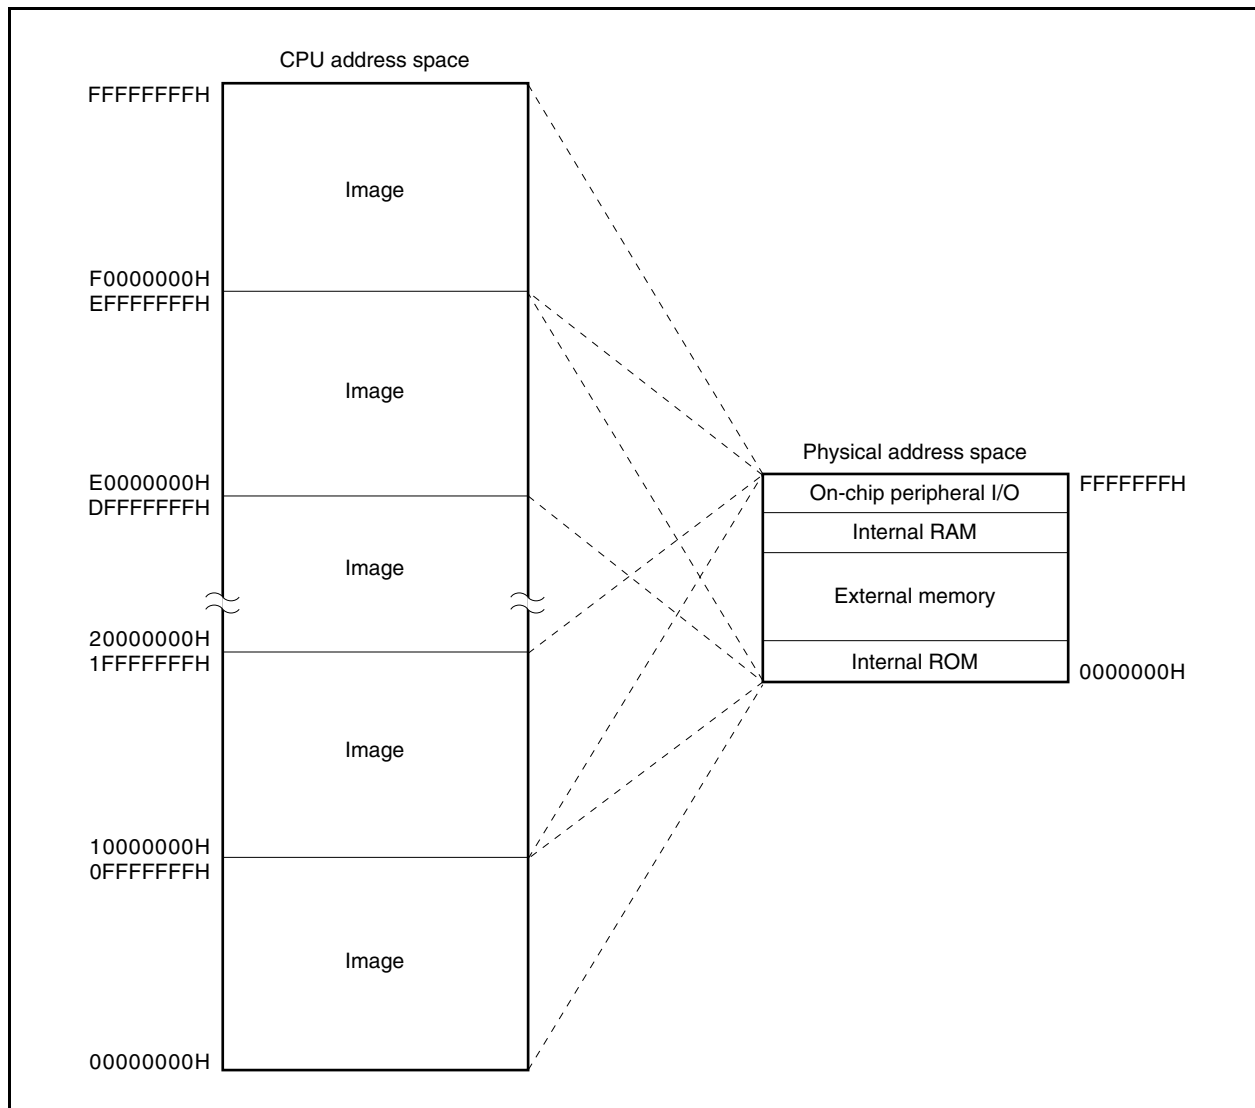 CPU address space
FFFFFFFFH
Image
F0000000H
EFFFFFFFH
Image
E0000000H
DFFFFFFFH
Image
20000000H
1FFFFFFFH
Image
10000000H
0FFFFFFFH
Image
00000000H
Physical address space
On-chip peripheral I/O
FFFFFFFH
Internal RAM
External memory
Internal ROM
0000000H